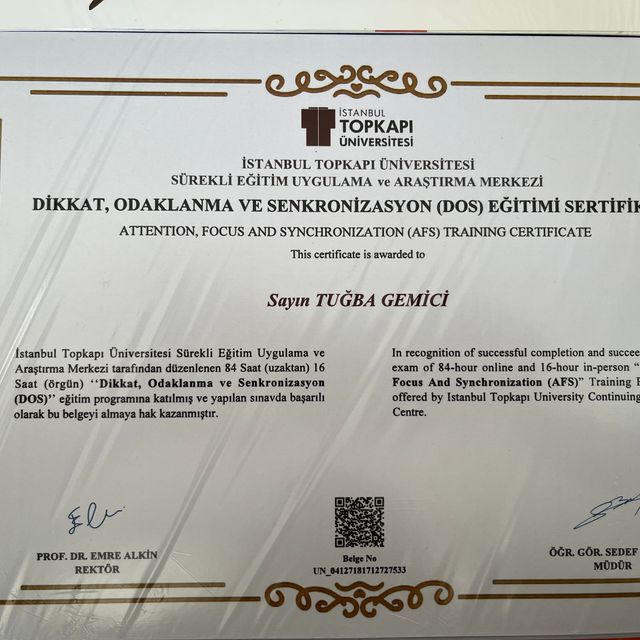 İSTANBUL
TOPKAPI
ÜNİVERSİTESİ
İSTANBUL TOPKAPI ÜNİVERSİTESİ
SÜREKLİ EĞİTİM UYGULAMA ve ARAŞTIRMA MERKEZİ
DİKKAT, ODAKLANMA VE SENKRONİZASYON (DOS) EĞİTİMİ SERTİFİK
ATTENTION, FOCUS AND SYNCHRONIZATION (AFS) TRAINING CERTIFICATE
This certificate is awarded to
Sayın TUĞBA GEMİCİ
İstanbul Topkapı Üniversitesi Sürekli Eğitim Uygulama ve
Araştırma Merkezi tarafından düzenlenen 84 Saat (uzaktan) 16
Saat (örgün) ‘‘Dikkat, Odaklanma ve Senkronizasyon
(DOS)’’ eğitim programına katılmış ve yapılan sınavda başarılı
olarak bu belgeyi almaya hak kazanmıştır.
In recognition of successful completion and succee
exam of 84-hour online and 16-hour in-person “
Focus And Synchronization (AFS)” Training
offered by Istanbul Topkapı University Continuing
Centre.
PROF. DR. EMRE ALKİN
REKTÖR
Belge No
UN_04127181712727533
ÖĞR. GÖR. SEDEF
MÜDÜR